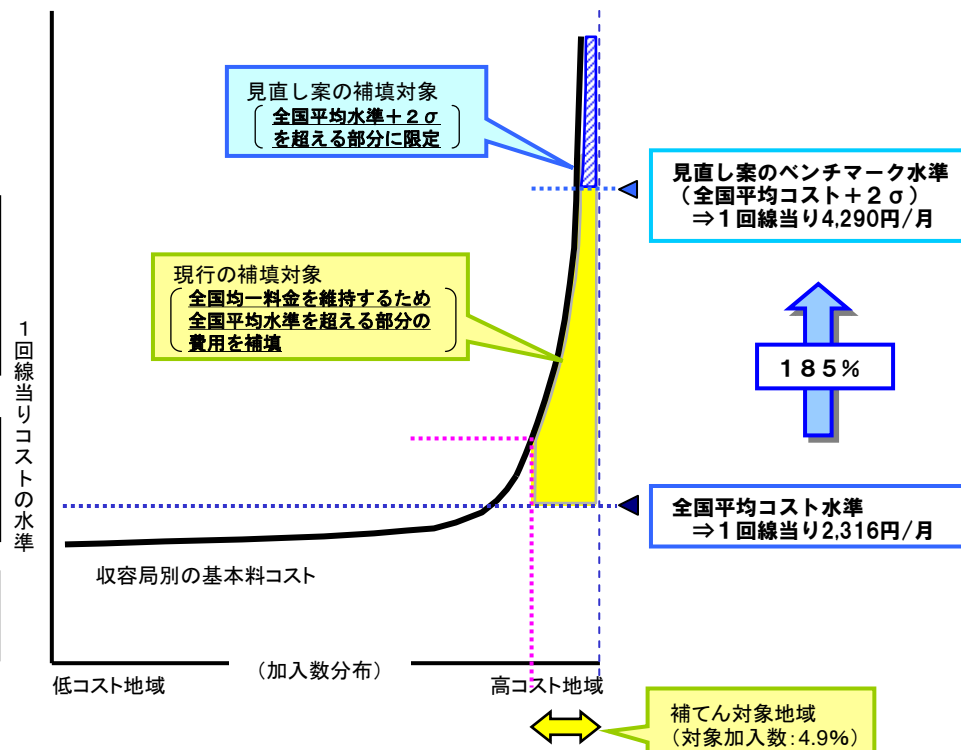 見直し案の補填対象
全国平均水準+2σ
を超える部分に限定
見直し案のベンチマーク水準
(全国平均コスト+2σ)
⇒1回線当り4,290円/月
現行の補填対象
全国均一料金を維持するため
全国平均水準を超える部分の
費用を補填
185%
1回線当りコストの水準
全国平均コスト水準
⇒1回線当り2,316円/月
収容局別の基本料コスト
低コスト地域
(加入数分布)
高コスト地域
補てん対象地域
(対象加入数:4.9%)